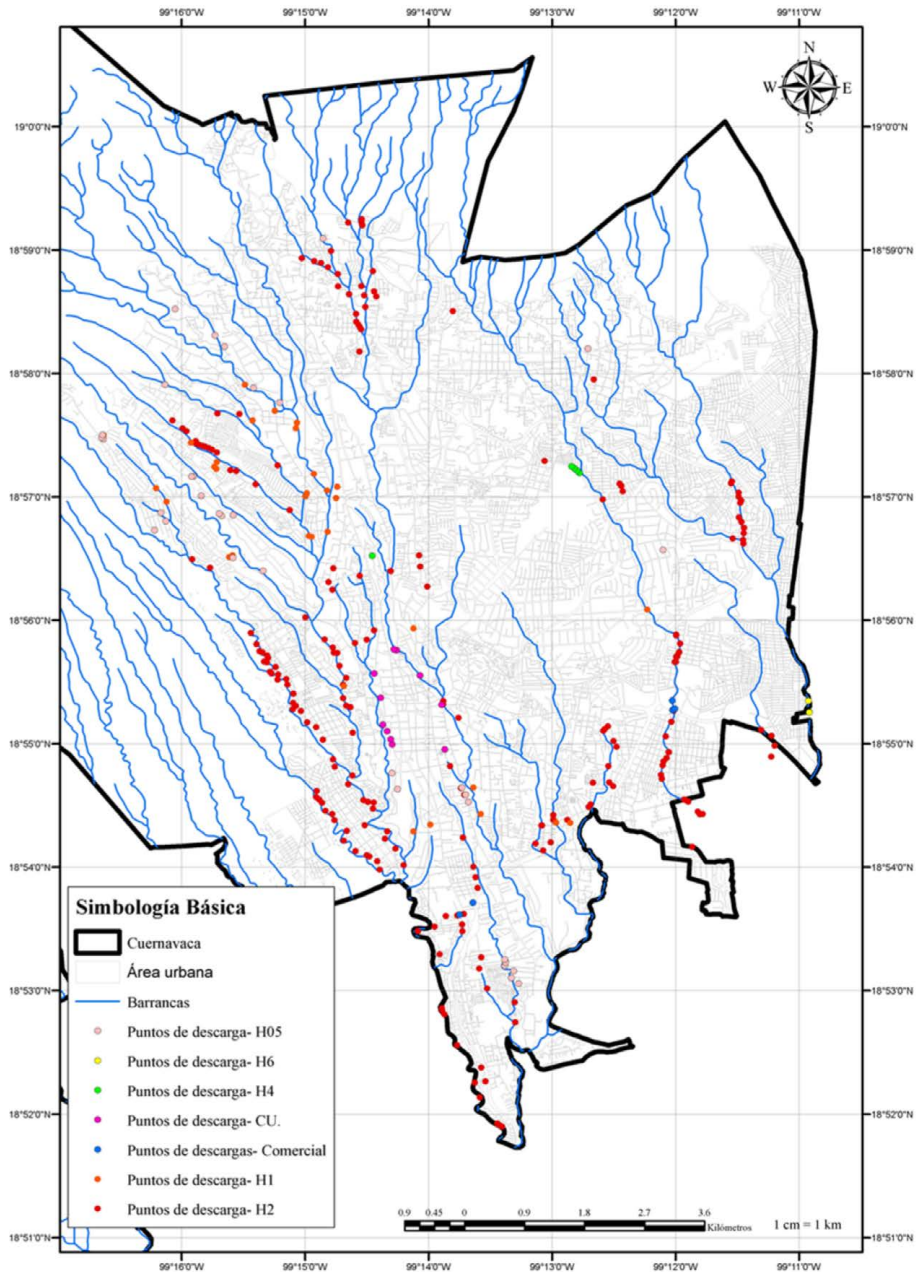 99°16'0"W 99°15'0"W 99°14'0"W 99°13'0"W 99°12'0"W 99°11'0"W
N
W E
S
19°0'0"N 19°0'0"N
18°59'0"N 18°59'0"N
18°58'0"N 18°58'0"N
18°57'0"N 18°57'0"N
18°56'0"N 18°56'0"N
18°55'0"N 18°55'0"N
18°54'0"N 18°54'0"N
18°53'0"N 18°53'0"N
18°52'0"N 18°52'0"N
18°51'0"N 18°51'0"N
Simbología Básica
Cuernavaca
Área urbana
Barrancas
Puntos de descarga- H05
Puntos de descarga- H6
Puntos de descarga- H4
Puntos de descarga- CU.
Puntos de descargas- Comercial
Puntos de descarga- H1
Puntos de descarga- H2
0.9 0.45 0 0.9 1.8 2.7 3.6
Kilómetros
1 cm = 1 km
99°16'0"W 99°15'0"W 99°14'0"W 99°13'0"W 99°12'0"W 99°11'0"W